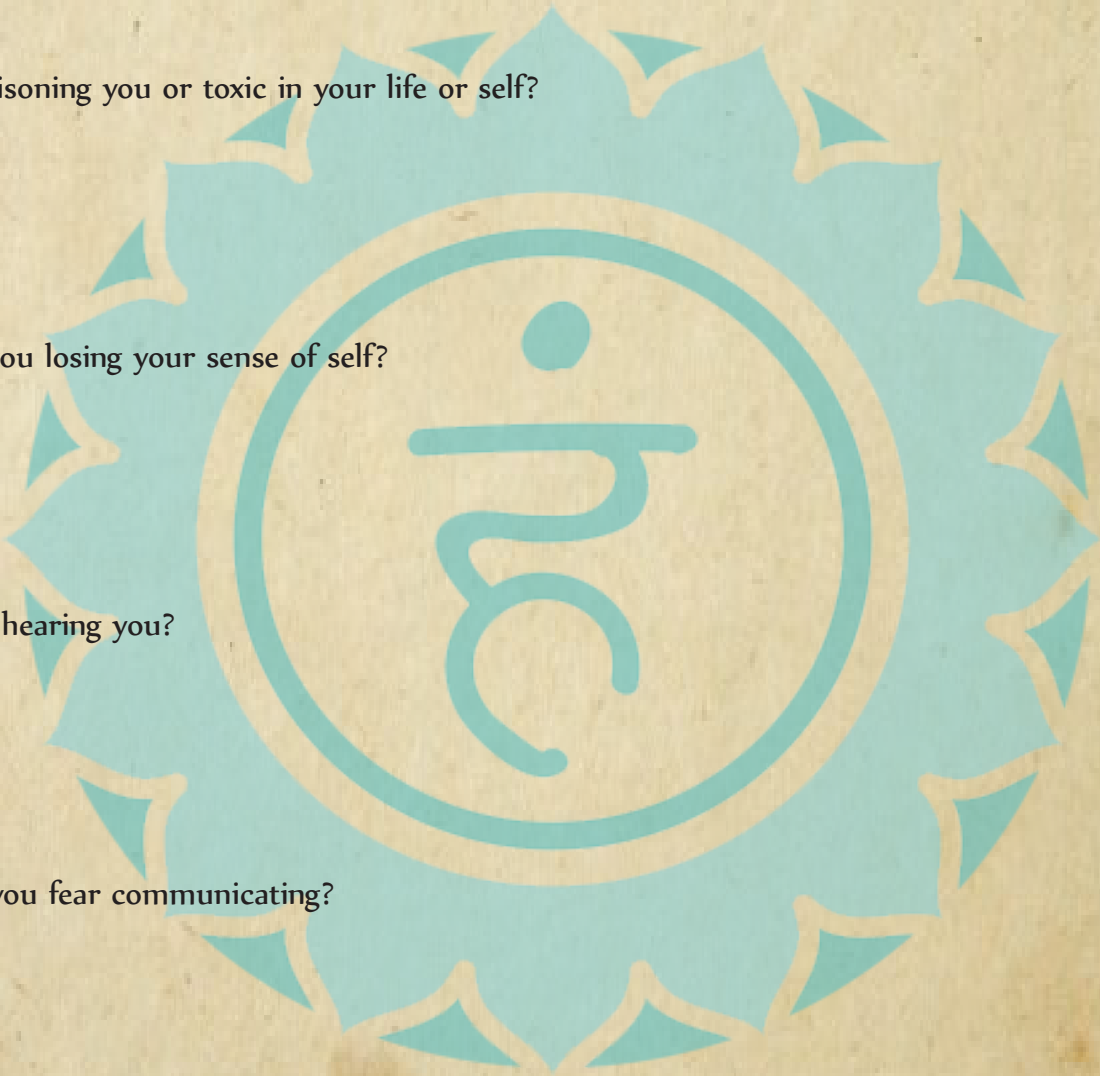 isoning you or toxic in your life or self?
ou losing your sense of self?
हं
hearing you?
you fear communicating?